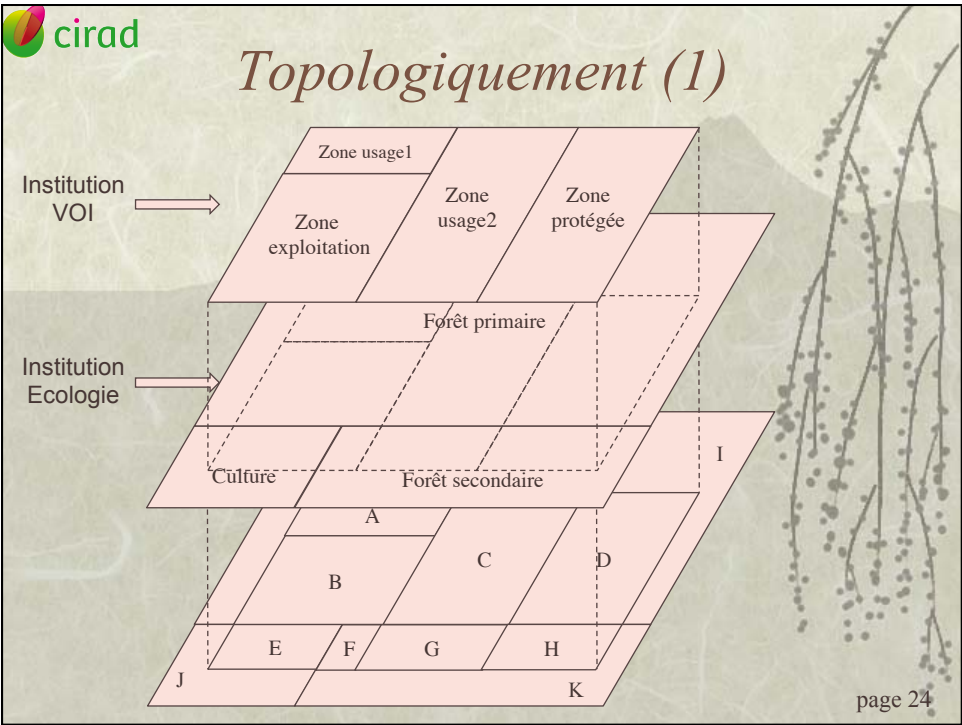 cirad
Topologiquement (1)
Institution
VOI
Zone usage1
Zone
exploitation
Zone
usage2
Zone
protégée
Institution
Ecologie
Forêt primaire
Culture
Forêt secondaire
I
A
B
C
D
E
F
G
H
J
K
page 24